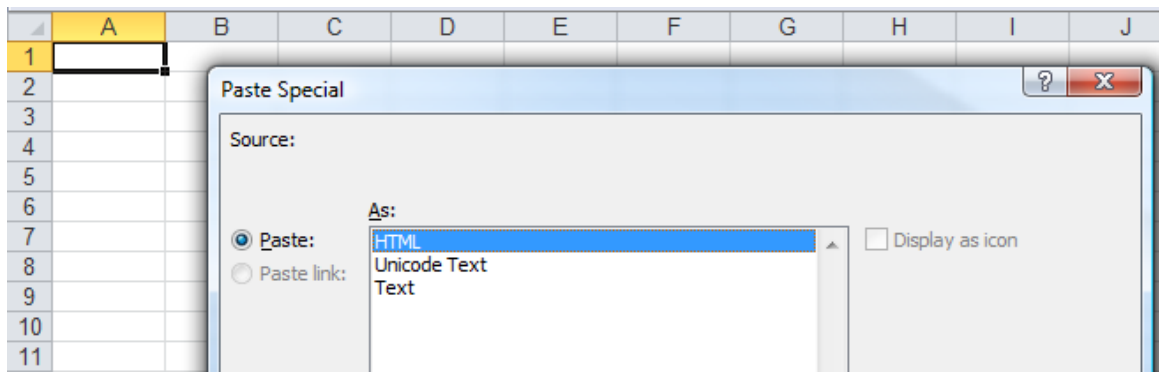 A B C D E F G H I J
1
2 Paste Special ?
3
4 Source:
5
6 As:
7 Paste: HTML Display as icon
8 Paste link: Unicode Text
9 Text
10
11